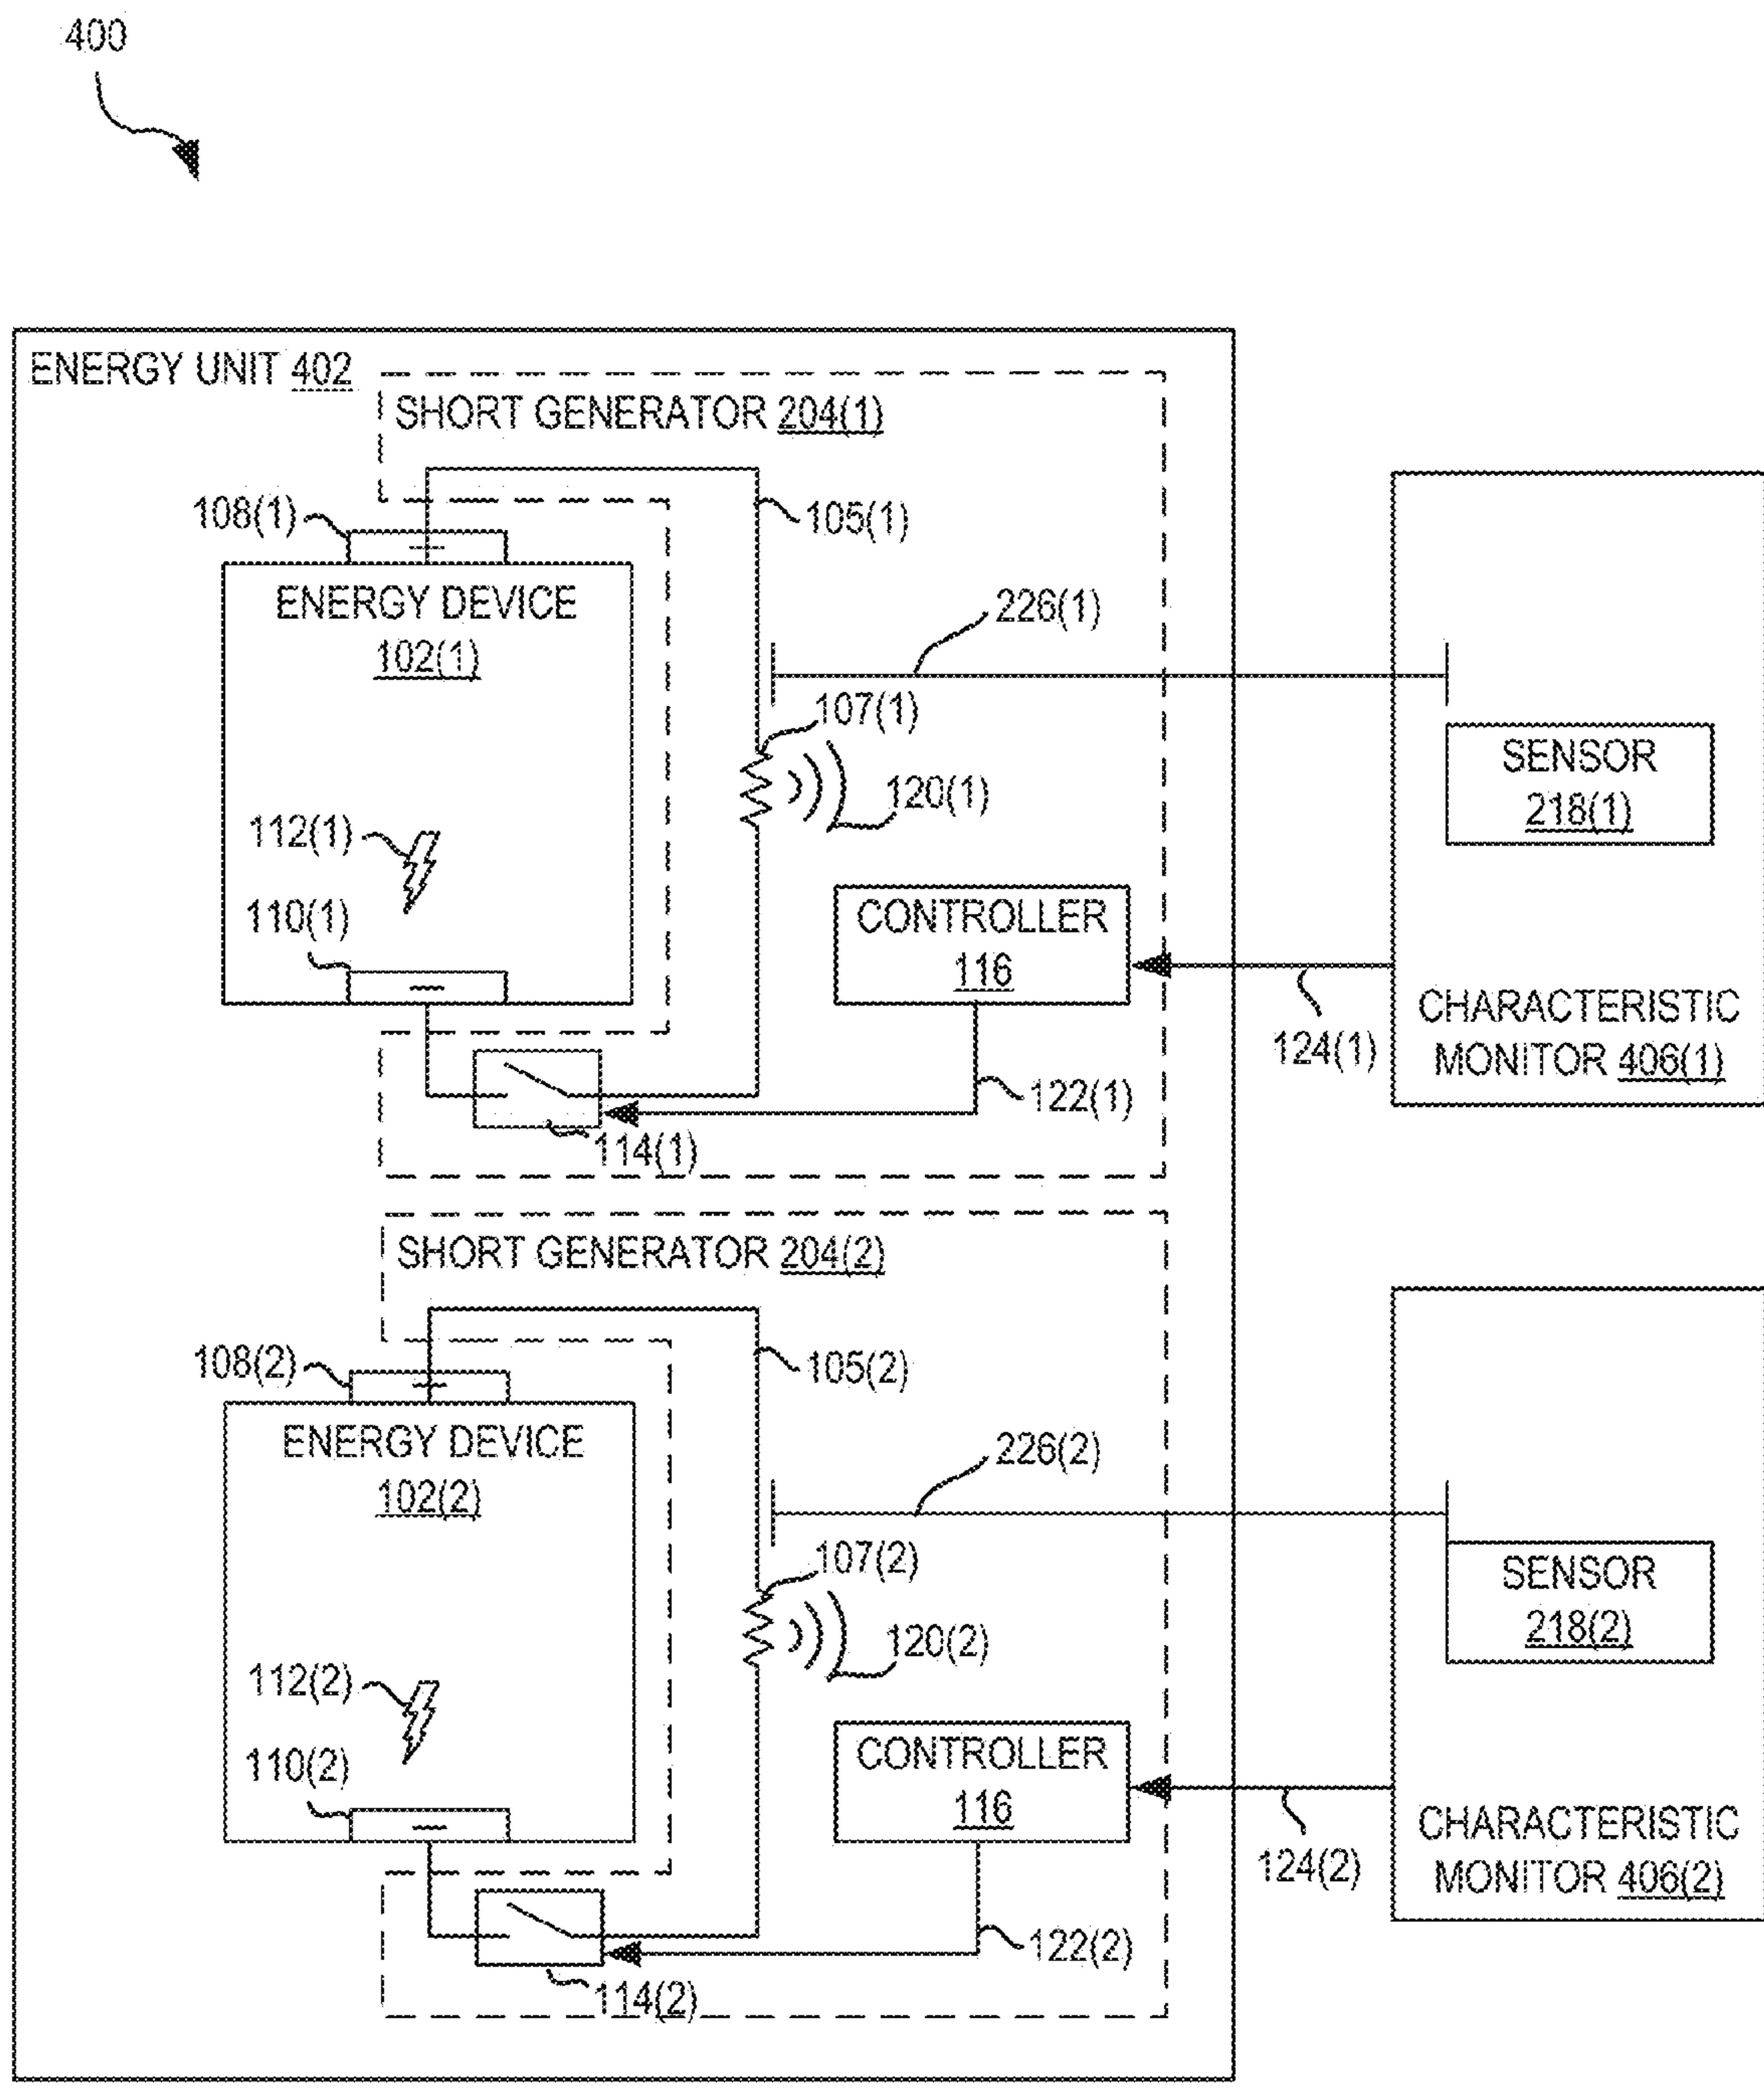 400
ENERGY UNIT 402
SHORT GENERATOR 204(1)
108(1)
105(1)
ENERGY DEVICE
102(1)
226(1)
107(1)
SENSOR
218(1)
120(1)
112(1)
110(1)
CONTROLLER
116
CHARACTERISTIC
MONITOR 406(1)
124(1)
122(1)
114(1)
SHORT GENERATOR 204(2)
108(2)
105(2)
ENERGY DEVICE
102(2)
226(2)
107(2)
SENSOR
218(2)
120(2)
112(2)
110(2)
CONTROLLER
116
CHARACTERISTIC
MONITOR 406(2)
124(2)
122(2)
114(2)